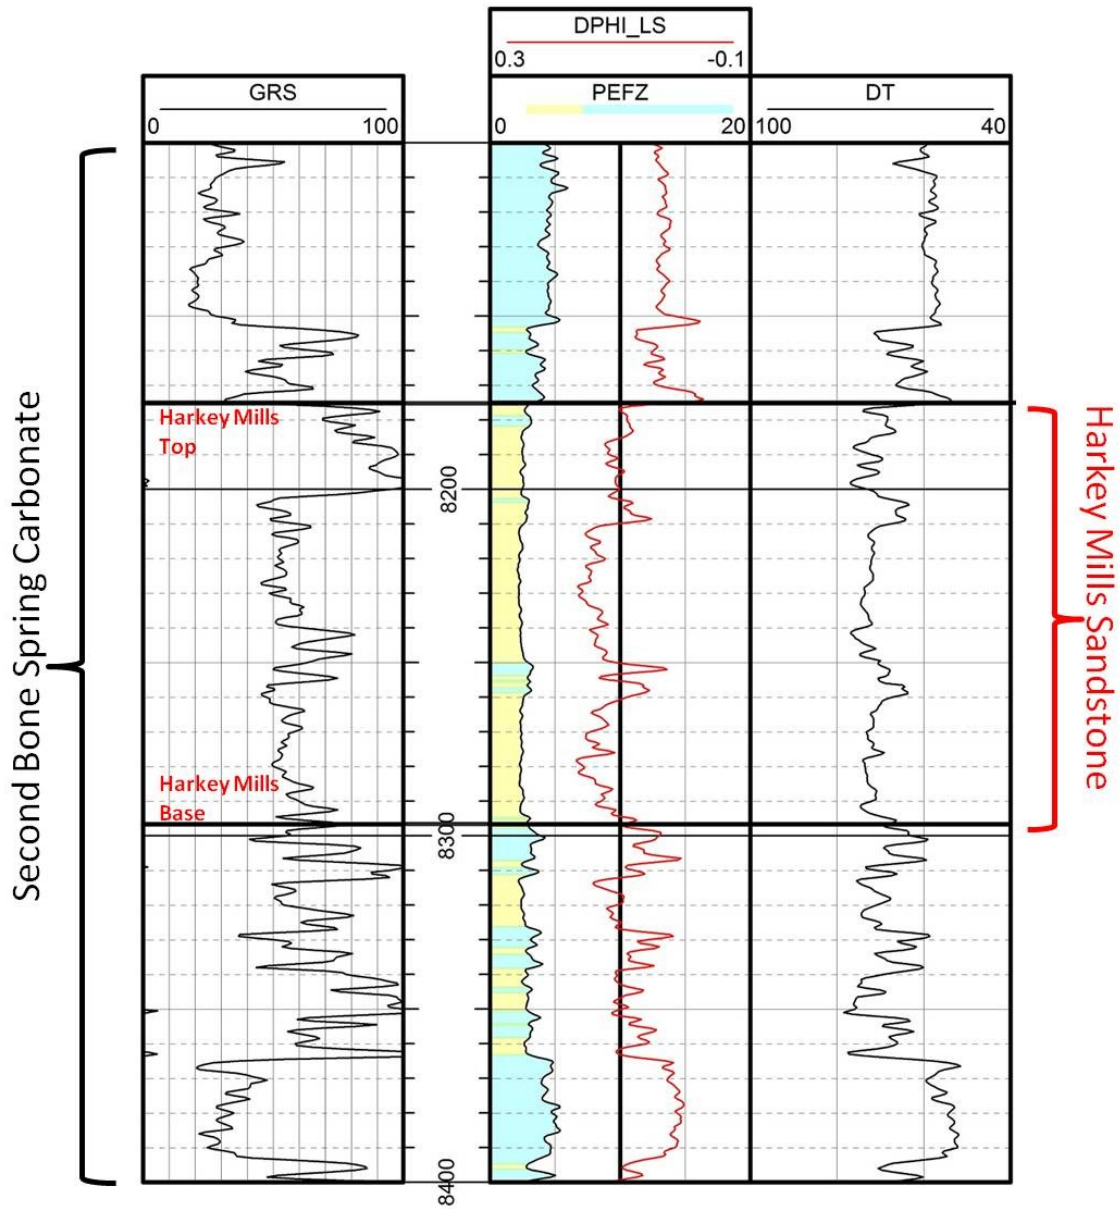 DPHI_LS
0.3 -0.1
GRS
0 100
PEFZ
0 20
DT
100 40
Second Bone Spring Carbonate
Harkey Mills
Top
8200
Harkey Mills
Base
8300
8400
Harkey Mills Sandstone